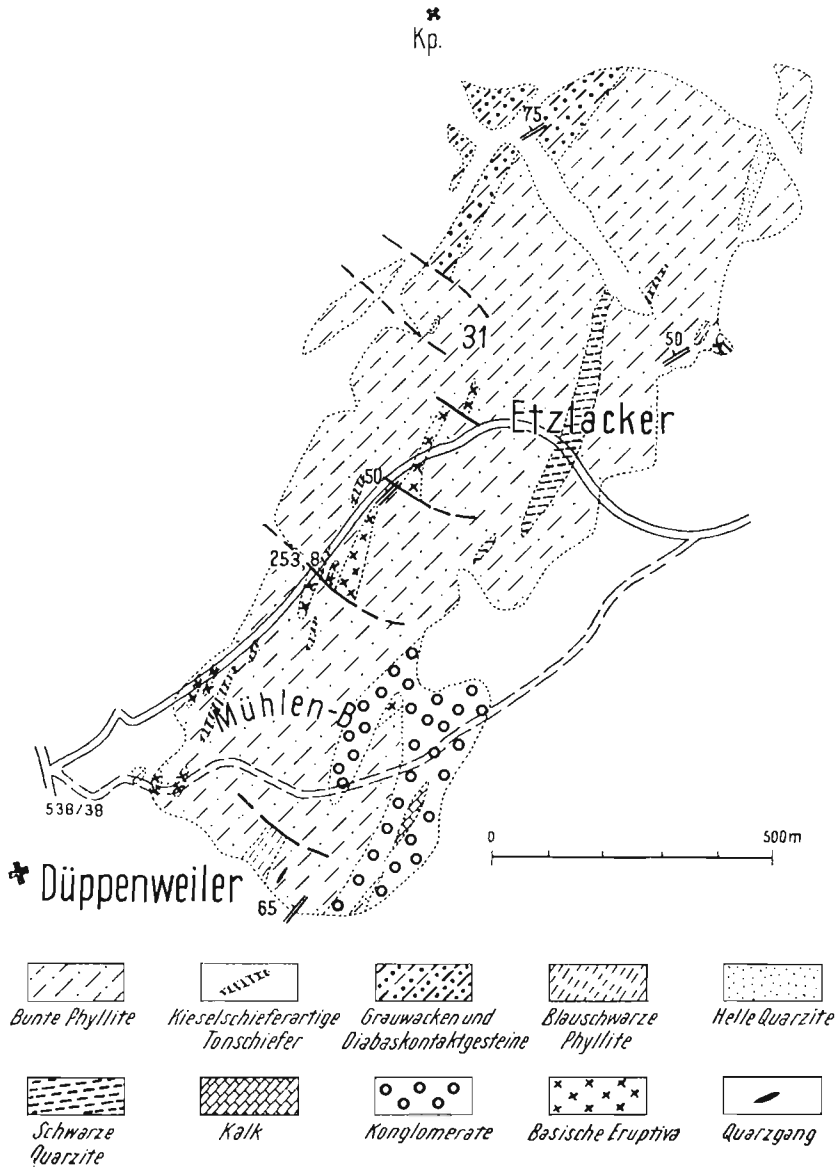 Kp.
75
31
50
Etzläcker
50
253,8
Mühlen-B
538/38
0 500m
Düppenweiler
65
Bunte Phyllite
Kieselschieferartige
Tonschiefer
Grauwacken und
Diabaskontaktgesteine
Blauschwarze
Phyllite
Helle Quarzite
Schwarze
Quarzite
Kalk
Konglomerate
Basische Eruptiva
Quarzgang